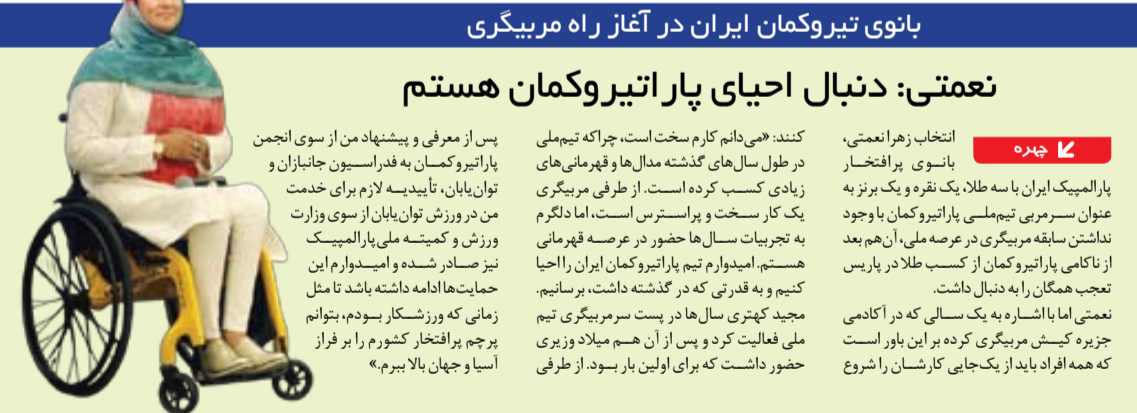 بانوی تیروکمان ایران در آغاز راه مربیگری
نعمتی: دنبال احیای پاراتیروکمان هستم
چهره
انتخاب زهرا نعمتی،
بانوی پرافتخار
پارالمپیک ایران با سه طلا، یک نقره و یک برنز به
عنوان سرمربی تیم‌ملی پاراتیروکمان با وجود
نداشتن سابقه مربیگری در عرصه ملی، آن‌هم بعد
از ناکامی پاراتیروکمان از کسب طلا در پاریس
تعجب همگان را به دنبال داشت.
نعمتی اما با اشاره به یک سالی که در آکادمی
جزیره کیش مربیگری کرده بر این باور است
که همه افراد باید از یک‌جایی کارشان را شروع
کنند: «می‌دانم کارم سخت است، چراکه تیم‌ملی
در طول سال‌های گذشته مدال‌ها و قهرمانی‌های
زیادی کسب کرده است. از طرفی مربیگری
یک کار سخت و پراسترس است، اما دلگرم
به تجربیات سال‌ها حضور در عرصه قهرمانی
هستم. امیدوارم تیم پاراتیروکمان ایران را احیا
کنیم و به قدرتی که در گذشته داشت، برسانیم.
مجید کهتری سال‌ها در پست سرمربیگری تیم
ملی فعالیت کرد و پس از آن هم میلاد وزیری
حضور داشت که برای اولین بار بود. از طرفی
پس از معرفی و پیشنهاد من از سوی انجمن
پاراتیروکمان به فدراسیون جانبازان و
توان‌یابان، تأییدیه لازم برای خدمت
من در ورزش توان‌یابان از سوی وزارت
ورزش و کمیته ملی پارالمپیک
نیز صادر شده و امیدوارم این
حمایت‌ها ادامه داشته باشد تا مثل
زمانی که ورزشکار بودم، بتوانم
پرچم پرافتخار کشورم را بر فراز
آسیا و جهان بالا ببرم.»